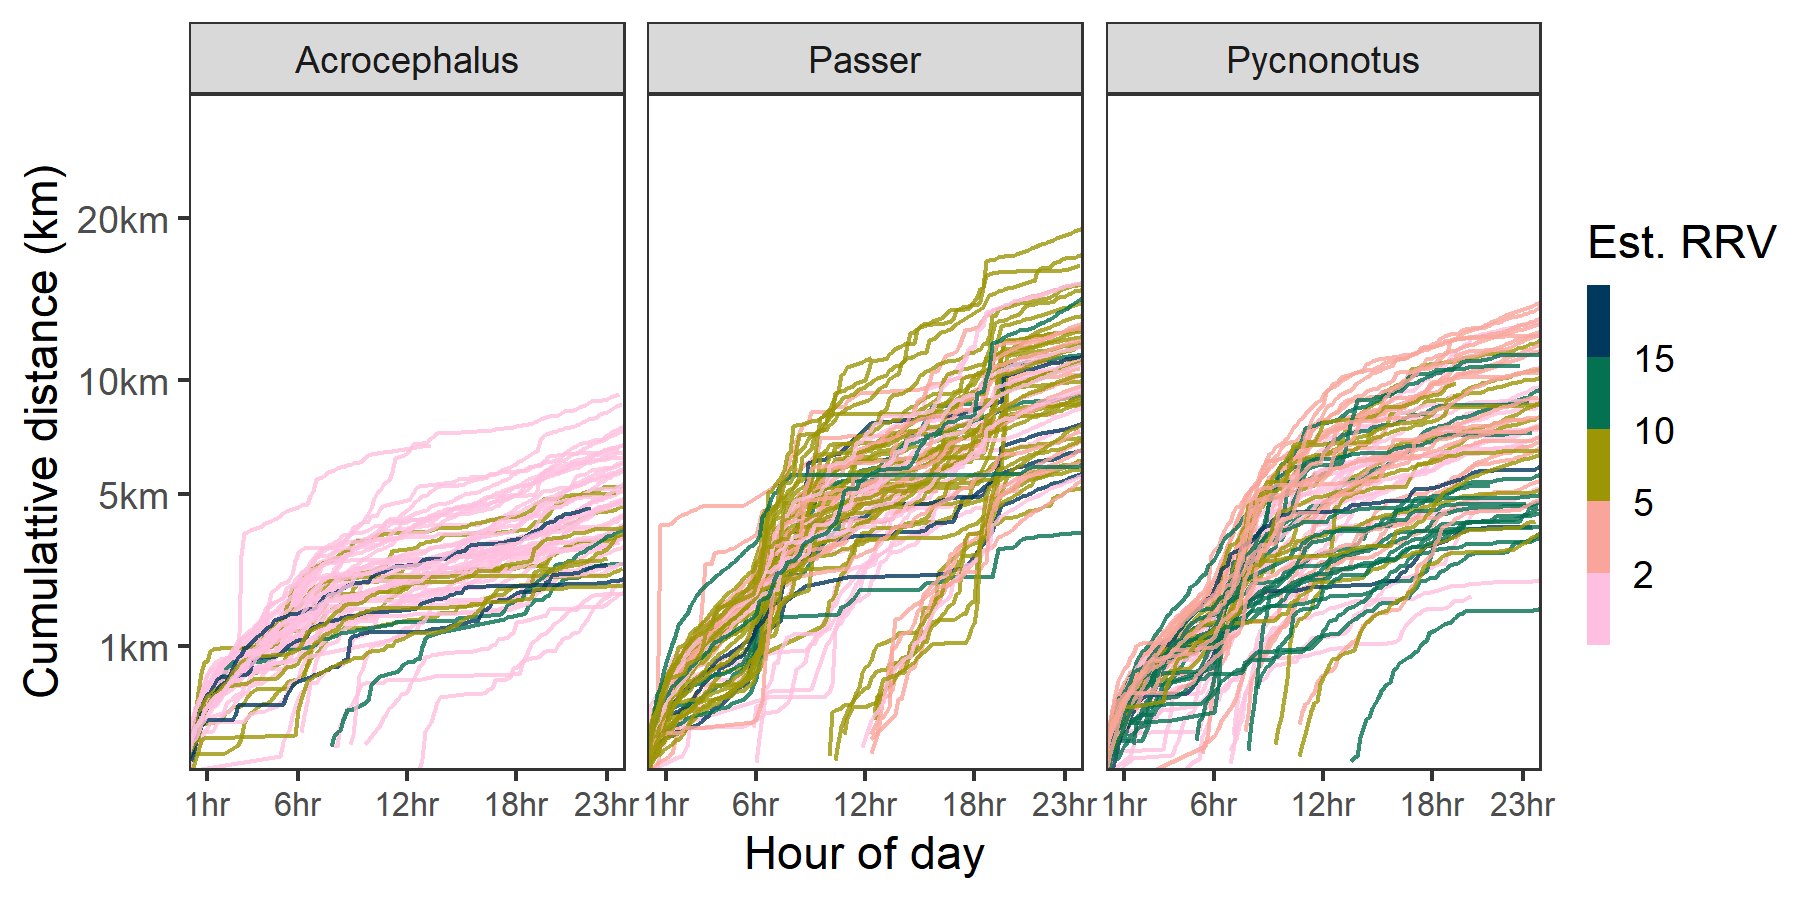 Acrocephalus Passer Pycnonotus
Cumulattive distance (km)
20km
10km
5km
1km
1hr 6hr 12hr 18hr 23hr 1hr 6hr 12hr 18hr 23hr 1hr 6hr 12hr 18hr 23hr
Hour of day
Est. RRV
15
10
5
2